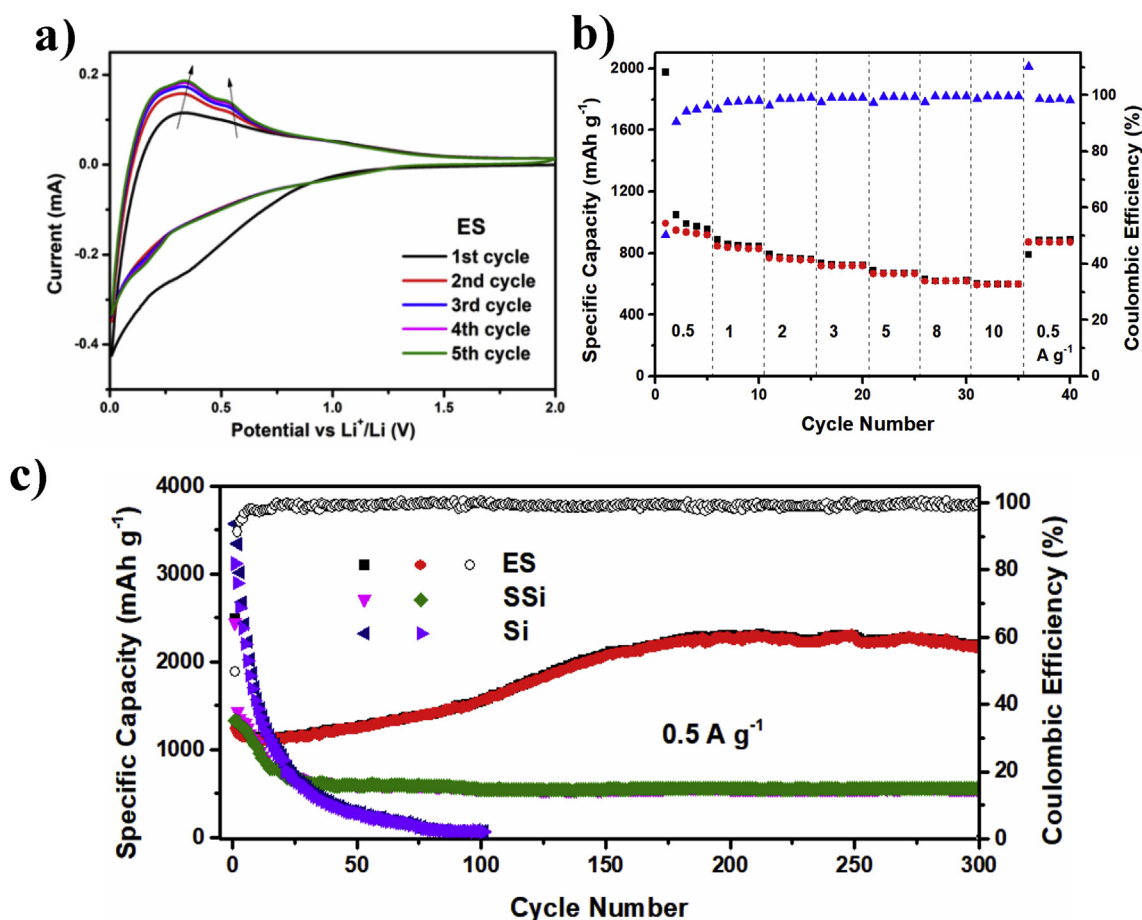 a)
0.2
0.0
-0.2
-0.4
Current (mA)
ES
1st cycle
2nd cycle
3rd cycle
4th cycle
5th cycle
0.0 0.5 1.0 1.5 2.0
Potential vs Li⁺/Li (V)
b)
2000
1600
1200
800
400
0
Specific Capacity (mAh g⁻¹)
100
80
60
40
20
0
Coulombic Efficiency (%)
0.5 1 2 3 5 8 10 0.5
A g⁻¹
0 10 20 30 40
Cycle Number
c)
4000
3000
2000
1000
0
Specific Capacity (mAh g⁻¹)
ES
SSi
Si
0.5 A g⁻¹
100
80
60
40
20
0
Coulombic Efficiency (%)
0 50 100 150 200 250 300
Cycle Number